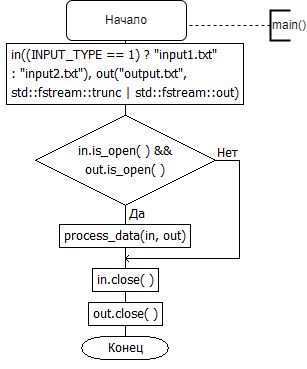 Начало
main()
in((INPUT_TYPE == 1) ? "input1.txt"
: "input2.txt"), out("output.txt",
std::fstream::trunc | std::fstream::out)
in.is_open( ) &&
out.is_open( )
Нет
Да
process_data(in, out)
in.close( )
out.close( )
Конец